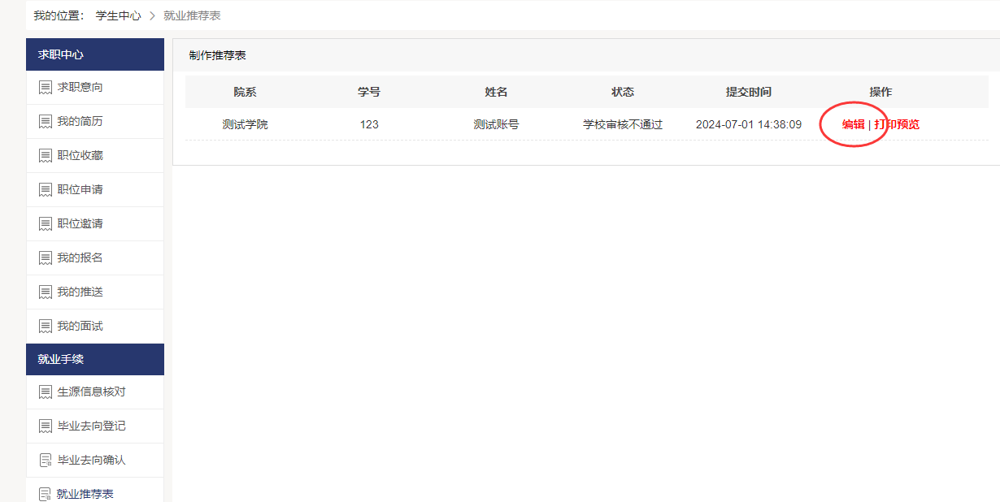 我的位置： 学生中心 > 就业推荐表
求职中心
求职意向
我的简历
职位收藏
职位申请
职位邀请
我的报名
我的推送
我的面试
就业手续
生源信息核对
毕业去向登记
毕业去向确认
就业推荐表
制作推荐表
院系 学号 姓名 状态 提交时间 操作
测试学院 123 测试账号 学校审核不通过 2024-07-01 14:38:09 编辑 | 打印预览